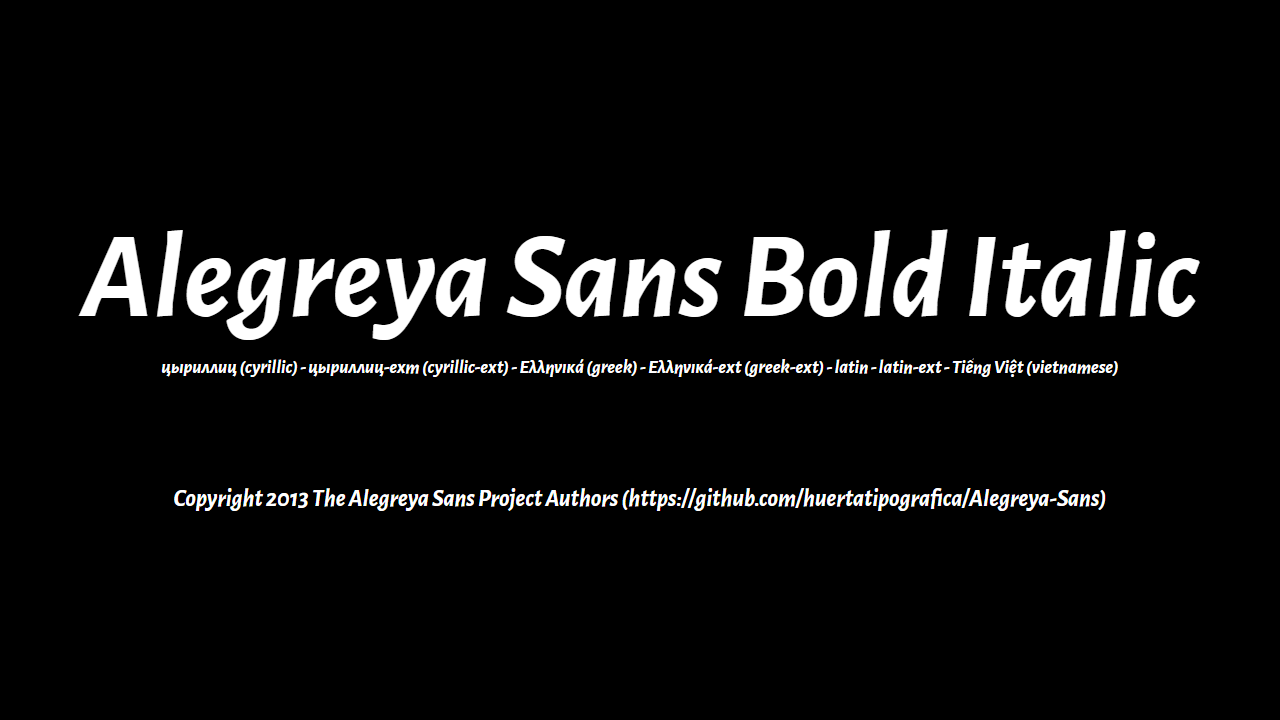 Alegreya Sans Bold Italic
цыриллиц (cyrillic) - цыриллиц-ext (cyrillic-ext) - Ελληνικά (greek) - Ελληνικά-ext (greek-ext) - latin - latin-ext - Tiếng Việt (vietnamese)
Copyright 2013 The Alegreya Sans Project Authors (https://github.com/huertatipografica/Alegreya-Sans)